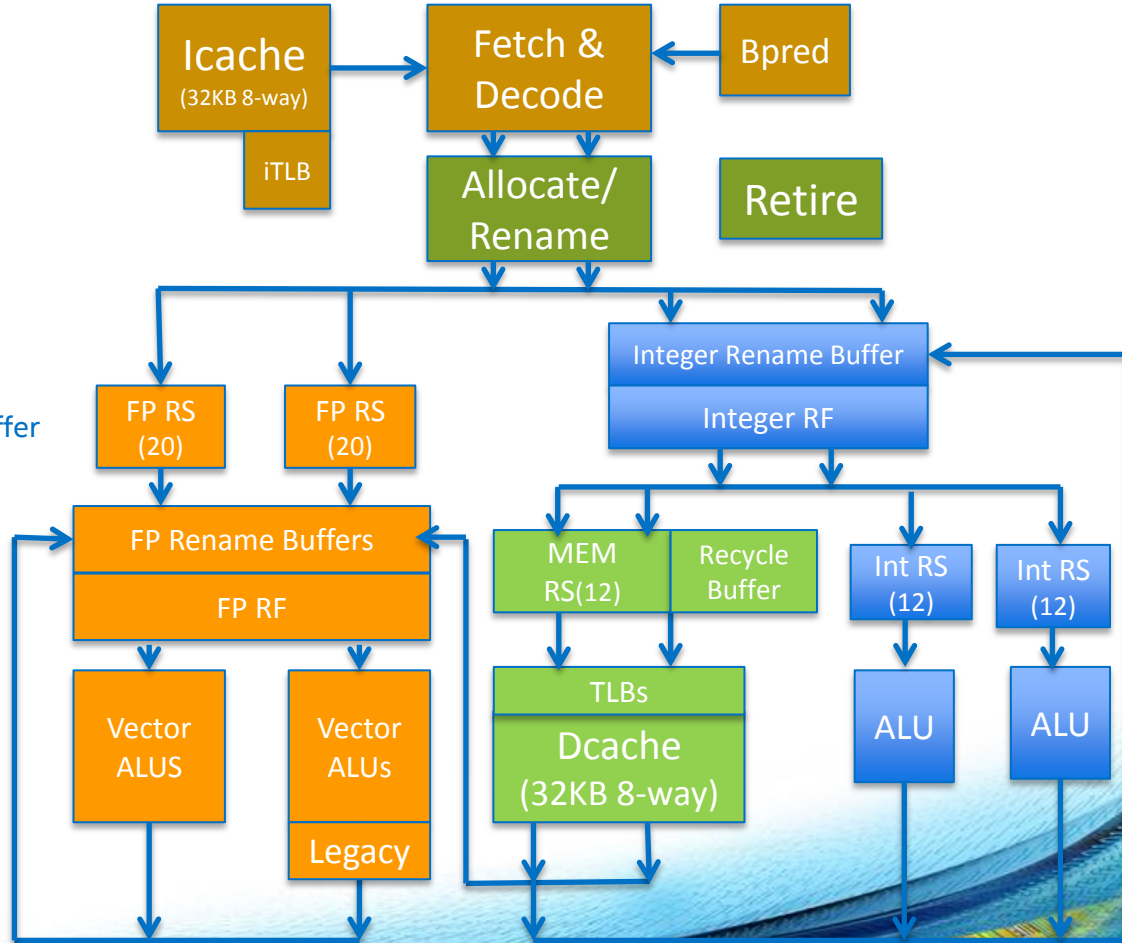 Icache
(32KB 8-way)
iTLB
Fetch &
Decode
Bpred
Allocate/
Rename
Retire
Integer Rename Buffer
Integer RF
FP RS
(20)
FP RS
(20)
ffer
FP Rename Buffers
FP RF
MEM
RS(12)
Recycle
Buffer
Int RS
(12)
Int RS
(12)
Vector
ALUS
Vector
ALUs
Legacy
TLBs
Dcache
(32KB 8-way)
ALU
ALU